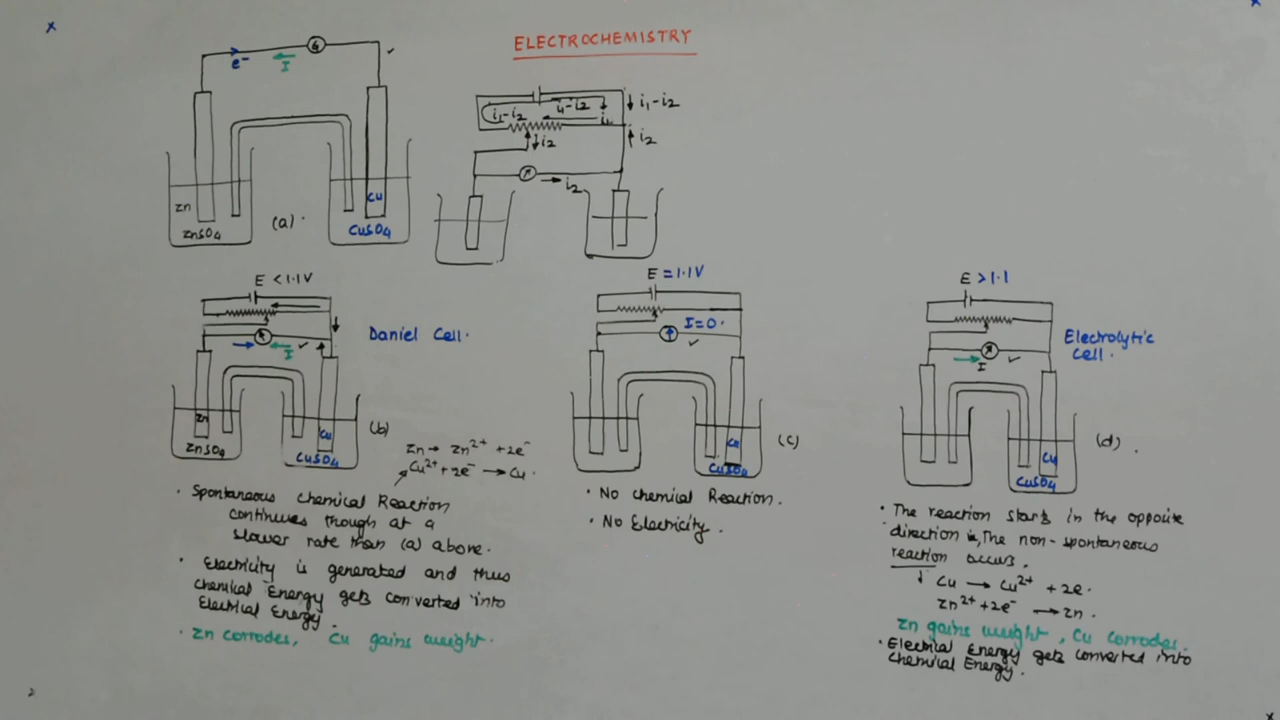 ELECTROCHEMISTRY
G
e⁻
I
Zn
ZnSO4
Cu
CuSO4
(a).
i1-i2
i1-i2
i1
i1-i2
i2
i2
i2
E < 1.1V
I
Daniel Cell.
Zn
ZnSO4
Cu
CuSO4
(b)
Zn → Zn²⁺ + 2e⁻
Cu²⁺ + 2e⁻ → Cu.
. Spontaneous Chemical Reaction
continues though at a
slower rate than (a) above.
. Electricity is generated and thus
Chemical Energy gets converted into
Electrical Energy.
. Zn corrodes, Cu gains weight.
E = 1.1V
I=0.
Cu
CuSO4
(c)
. No Chemical Reaction.
. No Electricity.
E > 1.1
I
Electrolytic
Cell.
Cu
CuSO4
(d).
. The reaction starts in the opposite
direction ie, The non-spontaneous
reaction occurs.
Cu → Cu²⁺ + 2e.
Zn²⁺ + 2e⁻ → Zn.
Zn gains weight, Cu corrodes.
. Electrical Energy gets converted into
Chemical Energy.